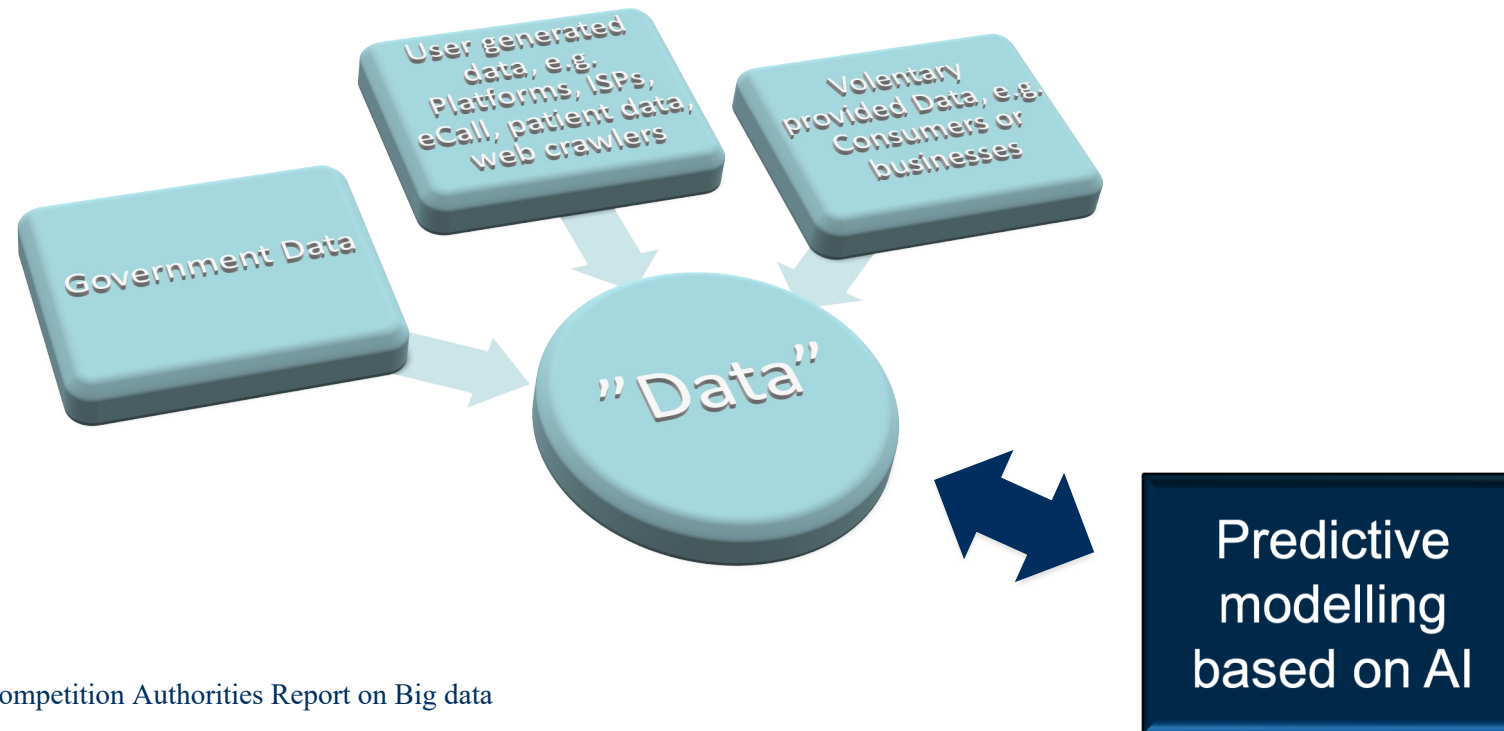 User generated
data, e.g.
Platforms, ISPs,
eCall, patient data,
web crawlers
Volentary
provided Data, e.g.
Consumers or
businesses
Government Data
”Data”
Predictive
modelling
based on AI
ompetition Authorities Report on Big data